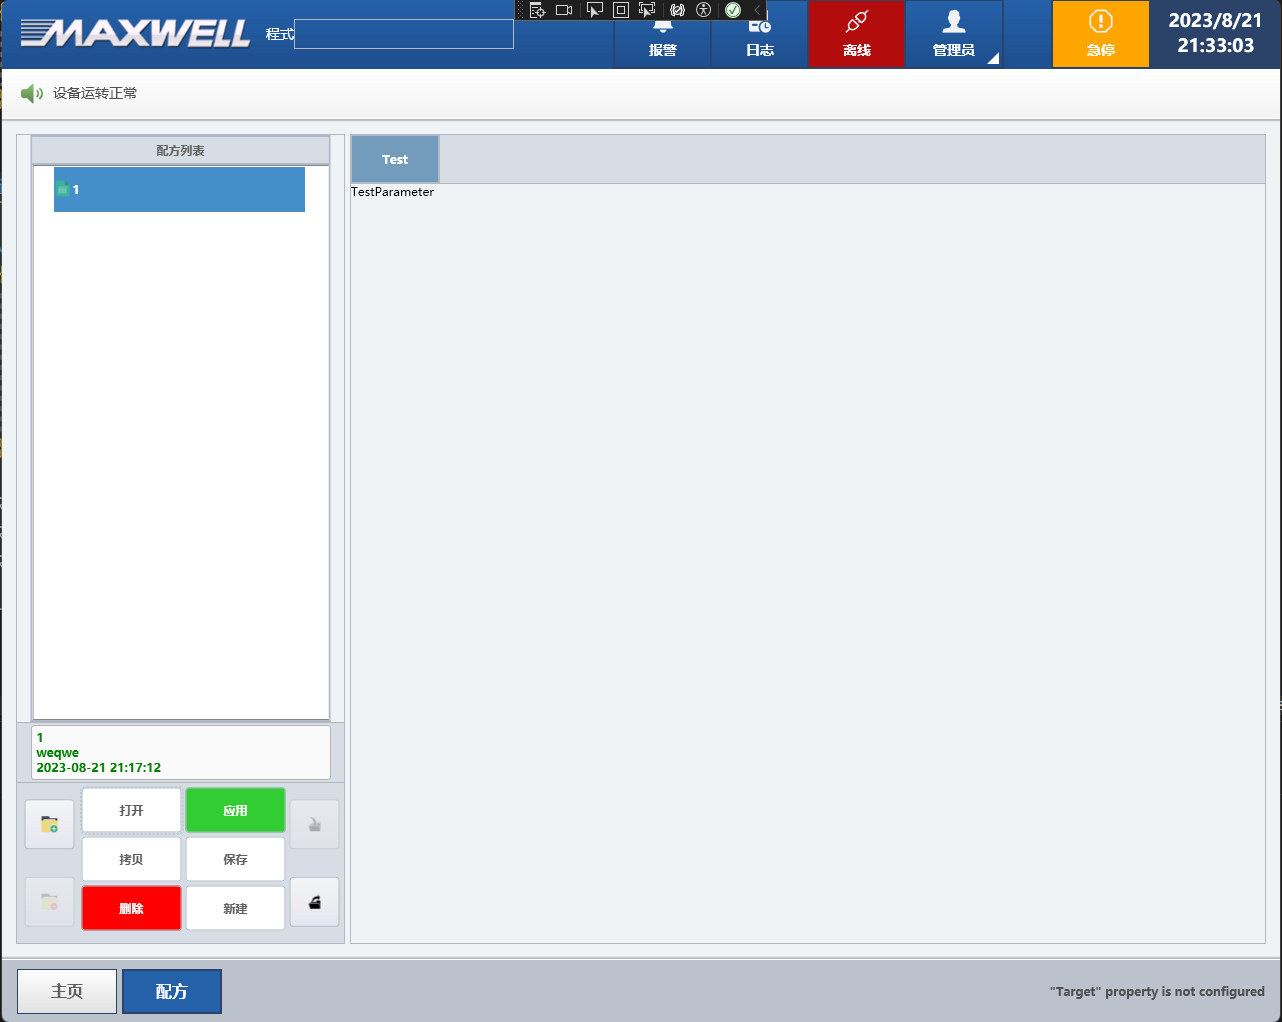 MAXWELL
程式
报警
日志
离线
管理员
急停
2023/8/21
21:33:03
设备运转正常
配方列表
1
Test
TestParameter
1
weqwe
2023-08-21 21:17:12
打开
应用
拷贝
保存
删除
新建
主页
配方
"Target" property is not configured